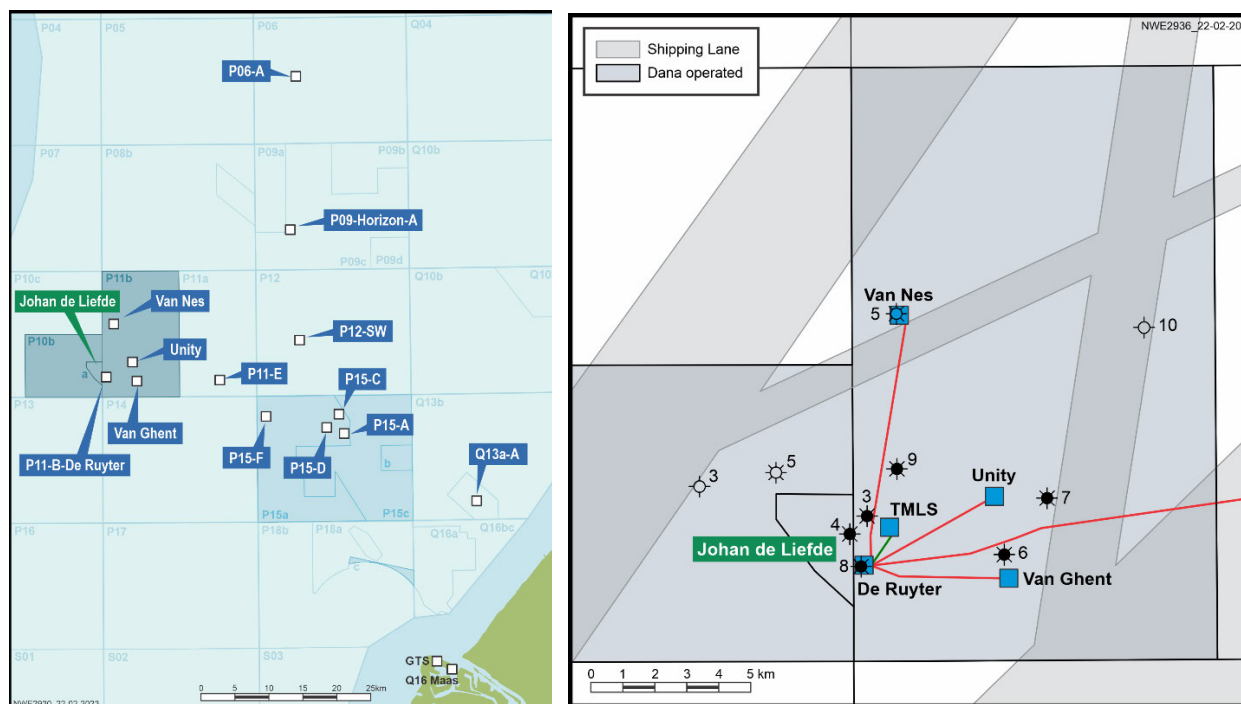 P04
P05
P06
Q04
P06-A
P07
P08b
P09a
P09b
Q10b
P09-Horizon-A
P09c
P09d
P10c
P11b
P11a
P12
Q10b
Q10
Johan de Liefde
Van Nes
P10b
a
Unity
P12-SW
P11-E
P15-C
P13
P14
Q13b
Van Ghent
P15-F
P15-D
P15-A
b
P11-B-De Ruyter
Q13a-A
P15a
P15c
P16
P17
P18b
P18a
Q16a
Q16bc
c
S01
S02
S03
GTS
Q16 Maas
0 5 10 15 20 25km
NWE2930_22-02-2023
NWE2936_22-02-20
Shipping Lane
Dana operated
Van Nes
5
10
3
5
9
Unity
7
3
TMLS
4
Johan de Liefde
6
8
De Ruyter
Van Ghent
0 1 2 3 4 5 km